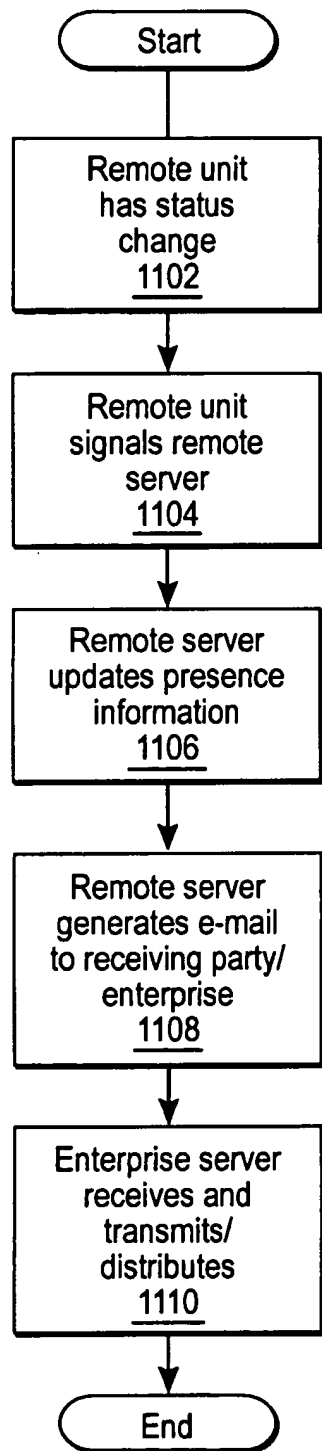 Start
Remote unit
has status
change
1102
Remote unit
signals remote
server
1104
Remote server
updates presence
information
1106
Remote server
generates e-mail
to receiving party/
enterprise
1108
Enterprise server
receives and
transmits/
distributes
1110
End